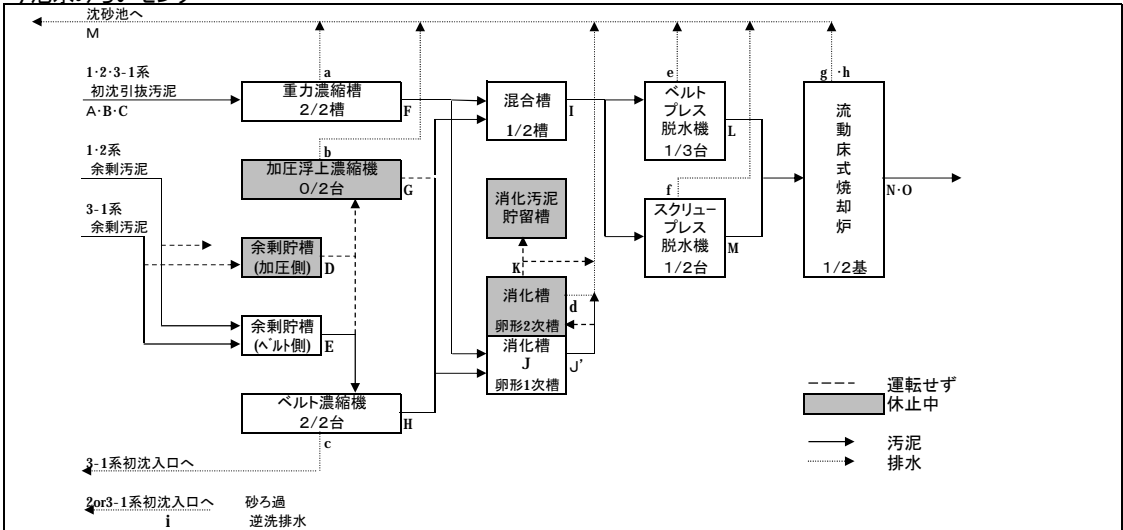 沈砂池へ
M
1·2·3-1系
初沈引抜汚泥
A·B·C
a
重力濃縮槽
2/2槽
F
混合槽
1/2槽
I
e
ベルト
プレス
脱水機
1/3台
L
g ·h
流動床式焼却炉
1/2基
N·O
1·2系
余剰汚泥
b
加圧浮上濃縮機
0/2台
G
消化汚泥
貯留槽
f
スクリュー
プレス
脱水機
1/2台
M
3-1系
余剰汚泥
余剰貯槽
(加圧側)
D
K
消化槽
卵形2次槽
d
余剰貯槽
(ベルト側)
E
消化槽
J
卵形1次槽
J'
ベルト濃縮機
2/2台
H
c
運転せず
休止中
汚泥
排水
3-1系初沈入口へ
2or3-1系初沈入口へ
i
砂ろ過
逆洗排水